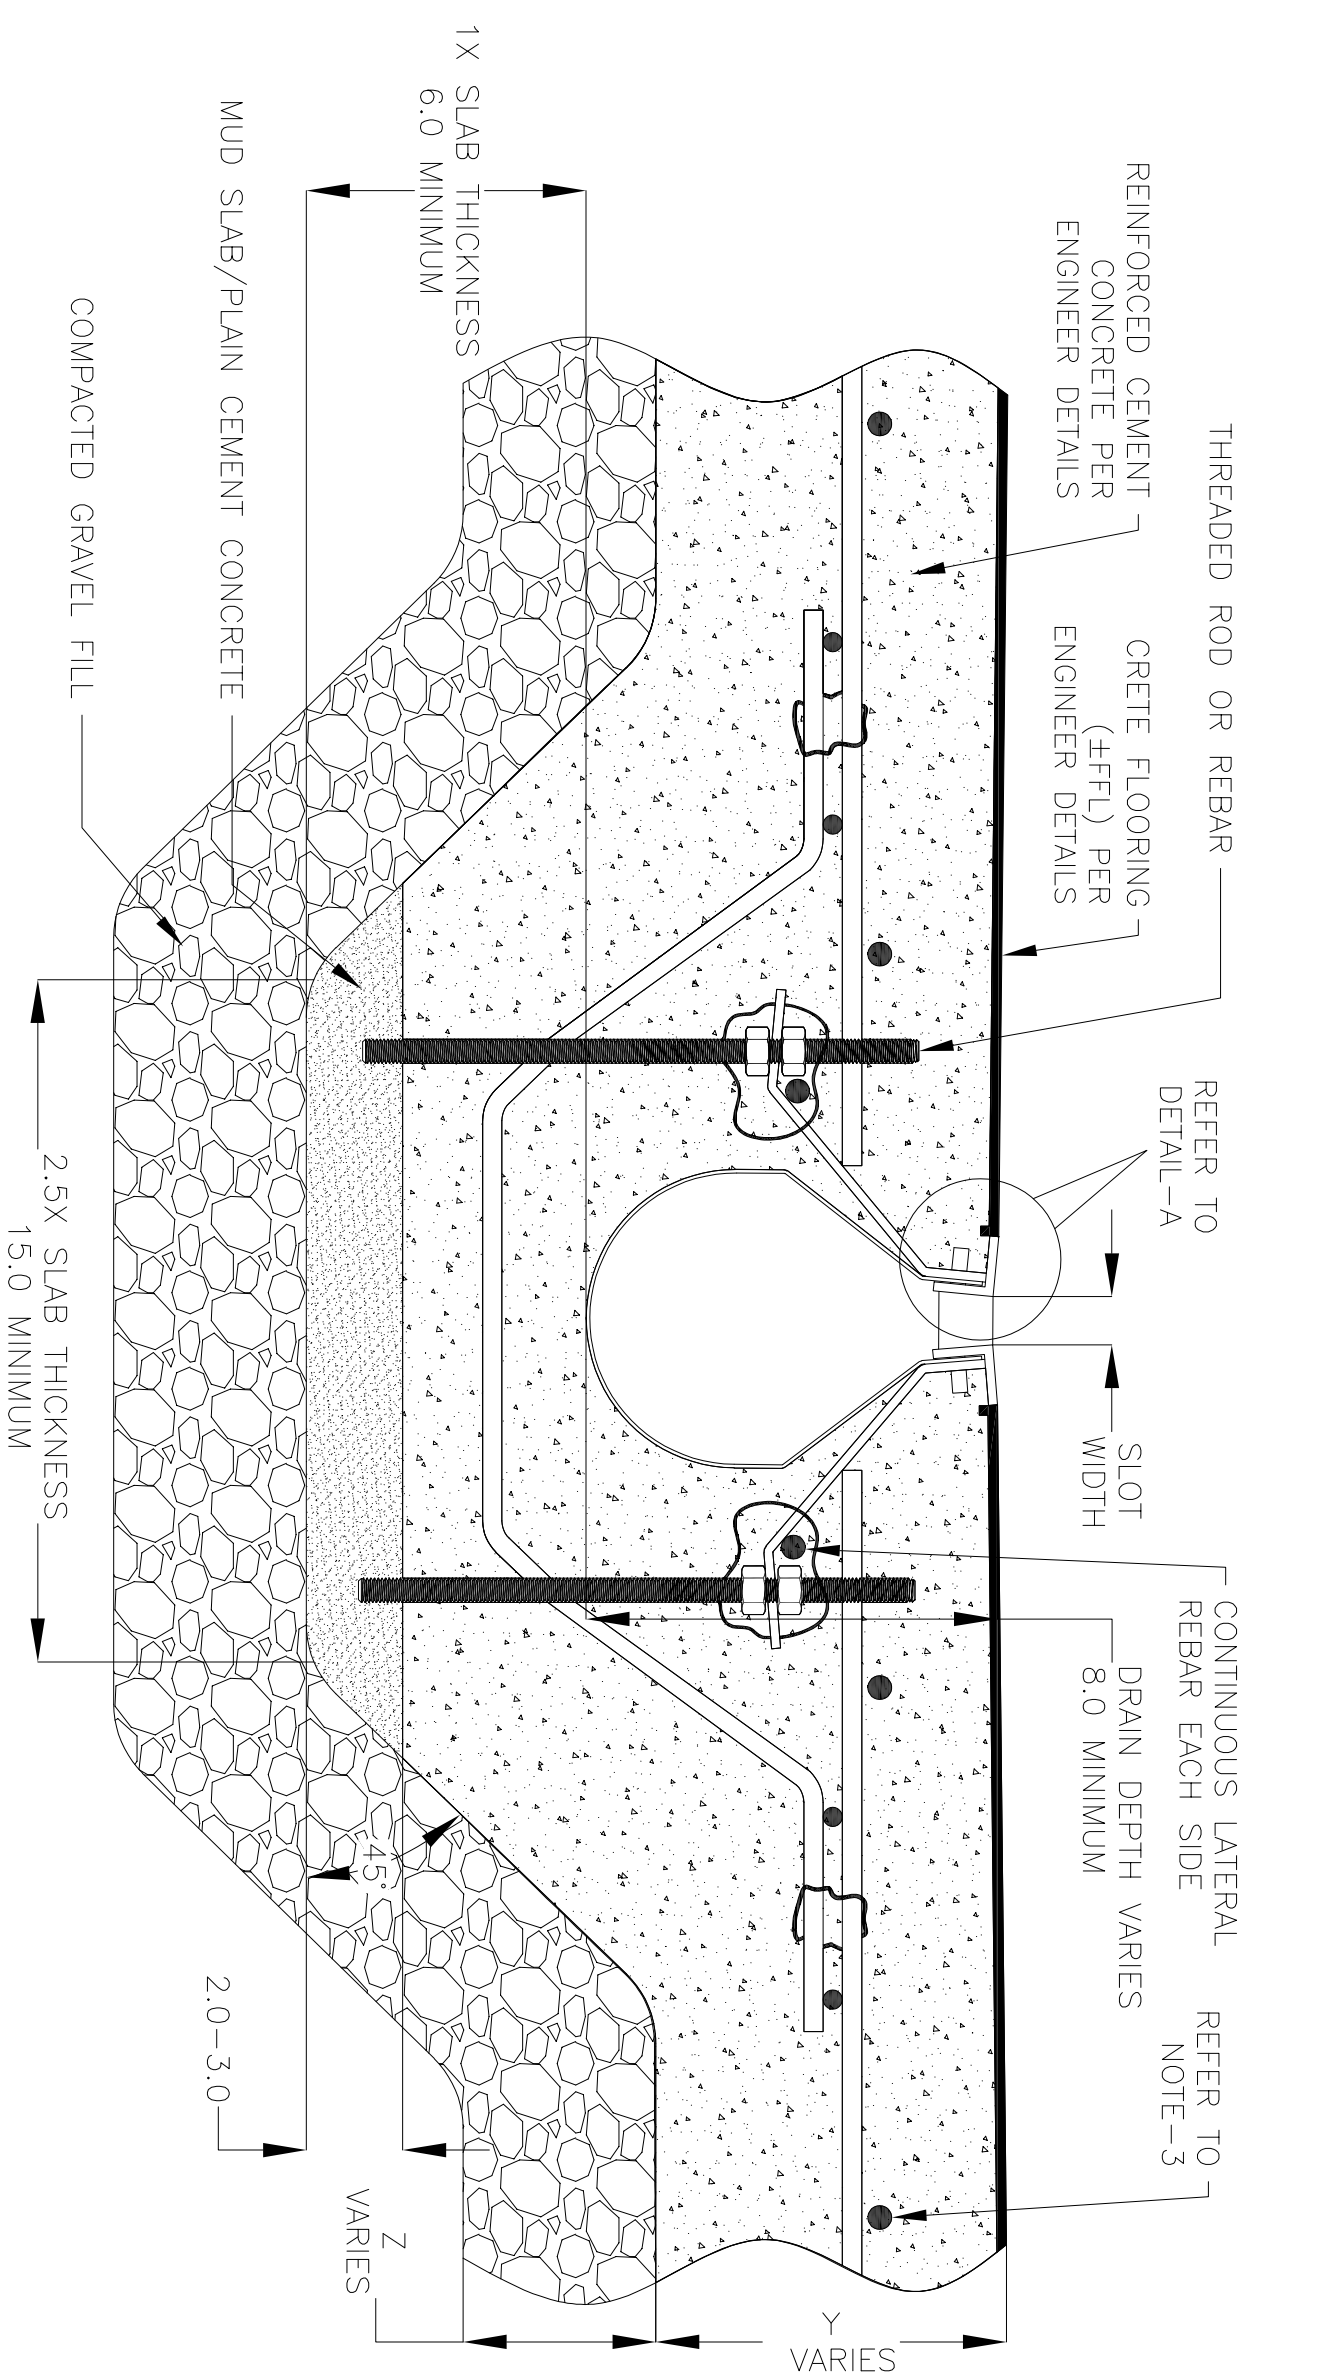 THREADED ROD OR REBAR
REFER TO
DETAIL-A
CONTINUOUS LATERAL
REBAR EACH SIDE
REFER TO
NOTE-3
REINFORCED CEMENT
CONCRETE PER
ENGINEER DETAILS
CRETE FLOORING
(±FFL) PER
ENGINEER DETAILS
SLOT
WIDTH
DRAIN DEPTH VARIES
8.0 MINIMUM
Y
VARIES
1X SLAB THICKNESS
6.0 MINIMUM
45°
Z
VARIES
MUD SLAB/PLAIN CEMENT CONCRETE
2.0-3.0
COMPACTED GRAVEL FILL
2.5X SLAB THICKNESS
15.0 MINIMUM